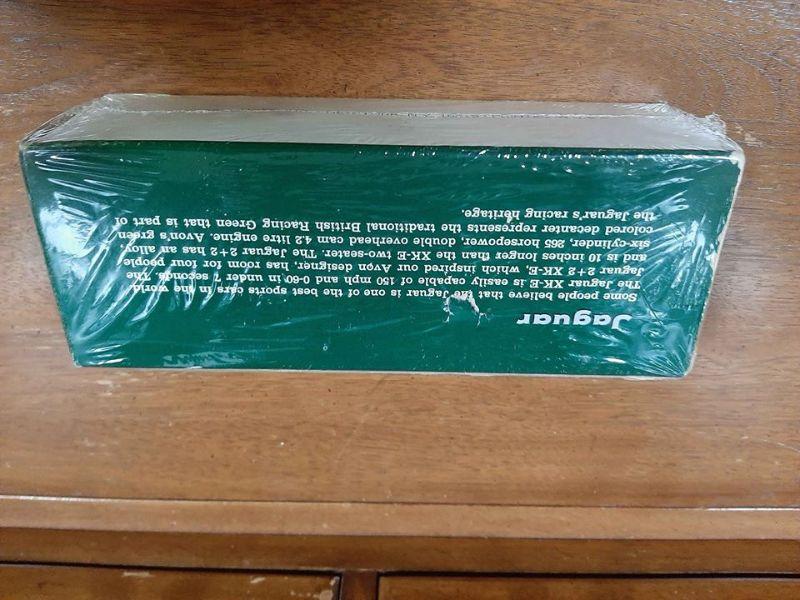 Jaguar
Some people believe that the Jaguar is one of the best sports cars in the world.
The Jaguar XK-E is easily capable of 150 mph and 0-60 in under 7 seconds. The
Jaguar 2+2 XK-E, which inspired our Avon designer, has room for four people,
and is 10 inches longer than the XK-E two-seater. The Jaguar 2+2 has an alloy,
six-cylinder, 265, horsepower, double overhead cam 4.2 litre engine. Avon's green
colored decanter represents the traditional British Racing Green that is part of
the Jaguar's racing heritage.